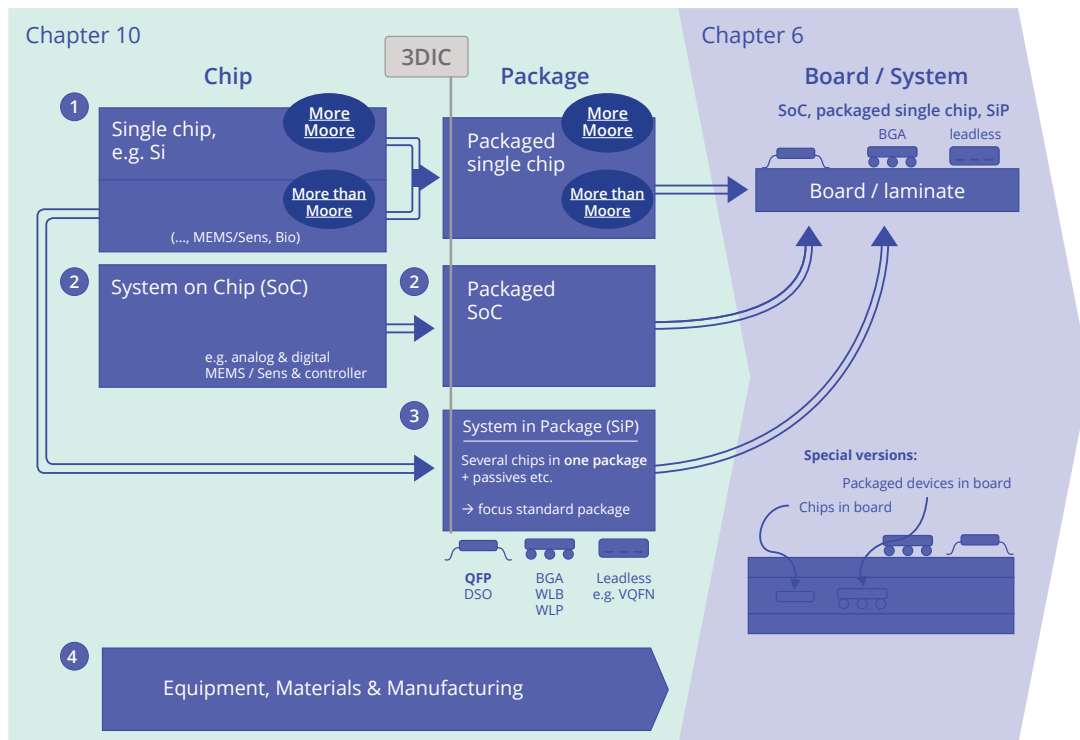 Chapter 10
Chapter 6
3DIC
Chip
Package
Board / System
1
Single chip,
e.g. Si
More
Moore
More than
Moore
(..., MEMS/Sens, Bio)
Packaged
single chip
More
Moore
More than
Moore
SoC, packaged single chip, SiP
BGA
leadless
Board / laminate
2
System on Chip (SoC)
e.g. analog & digital
MEMS / Sens & controller
2
Packaged
SoC
3
System in Package (SiP)
Several chips in one package
+ passives etc.
→ focus standard package
QFP
DSO
BGA
WLB
WLP
Leadless
e.g. VQFN
Special versions:
Packaged devices in board
Chips in board
4
Equipment, Materials & Manufacturing